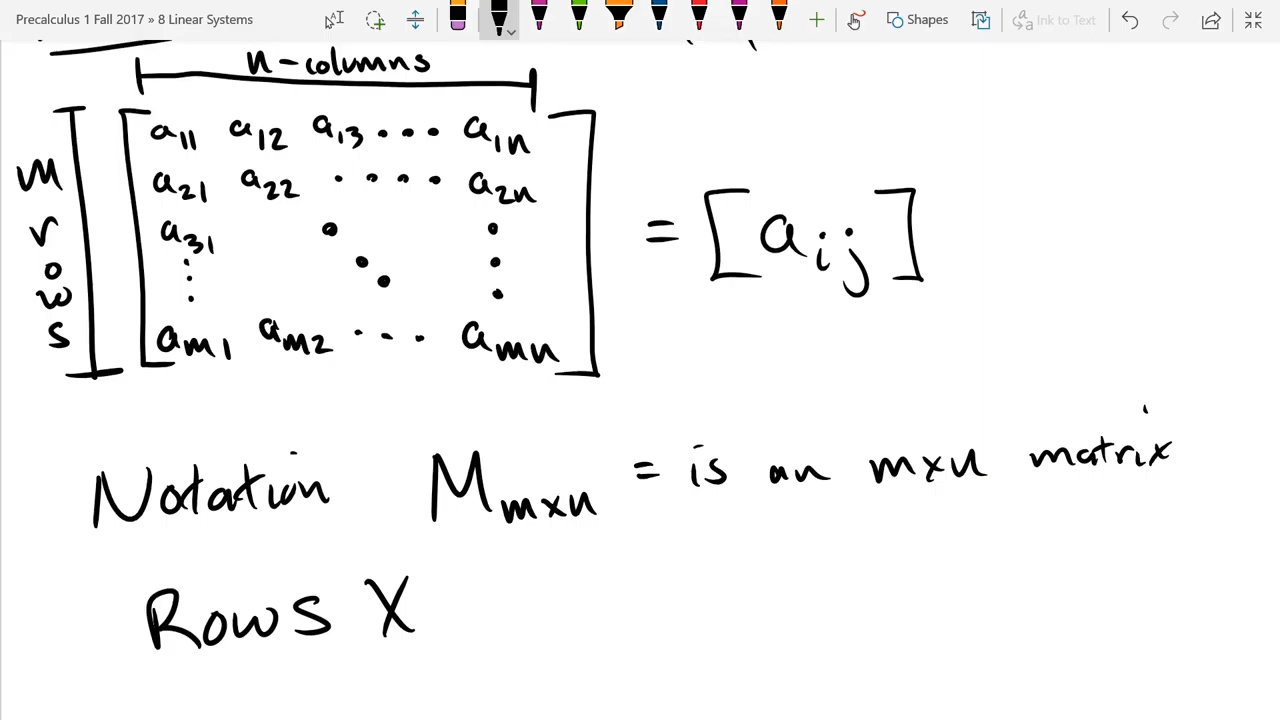 Precalculus 1 Fall 2017 » 8 Linear Systems
Shapes
Ink to Text
n-columns
m rows
a11 a12 a13 ... a1n
a21 a22 .... a2n
a31
am1 am2 ... amn
= [aij]
Notation Mmxn = is an mxn matrix
Rows X